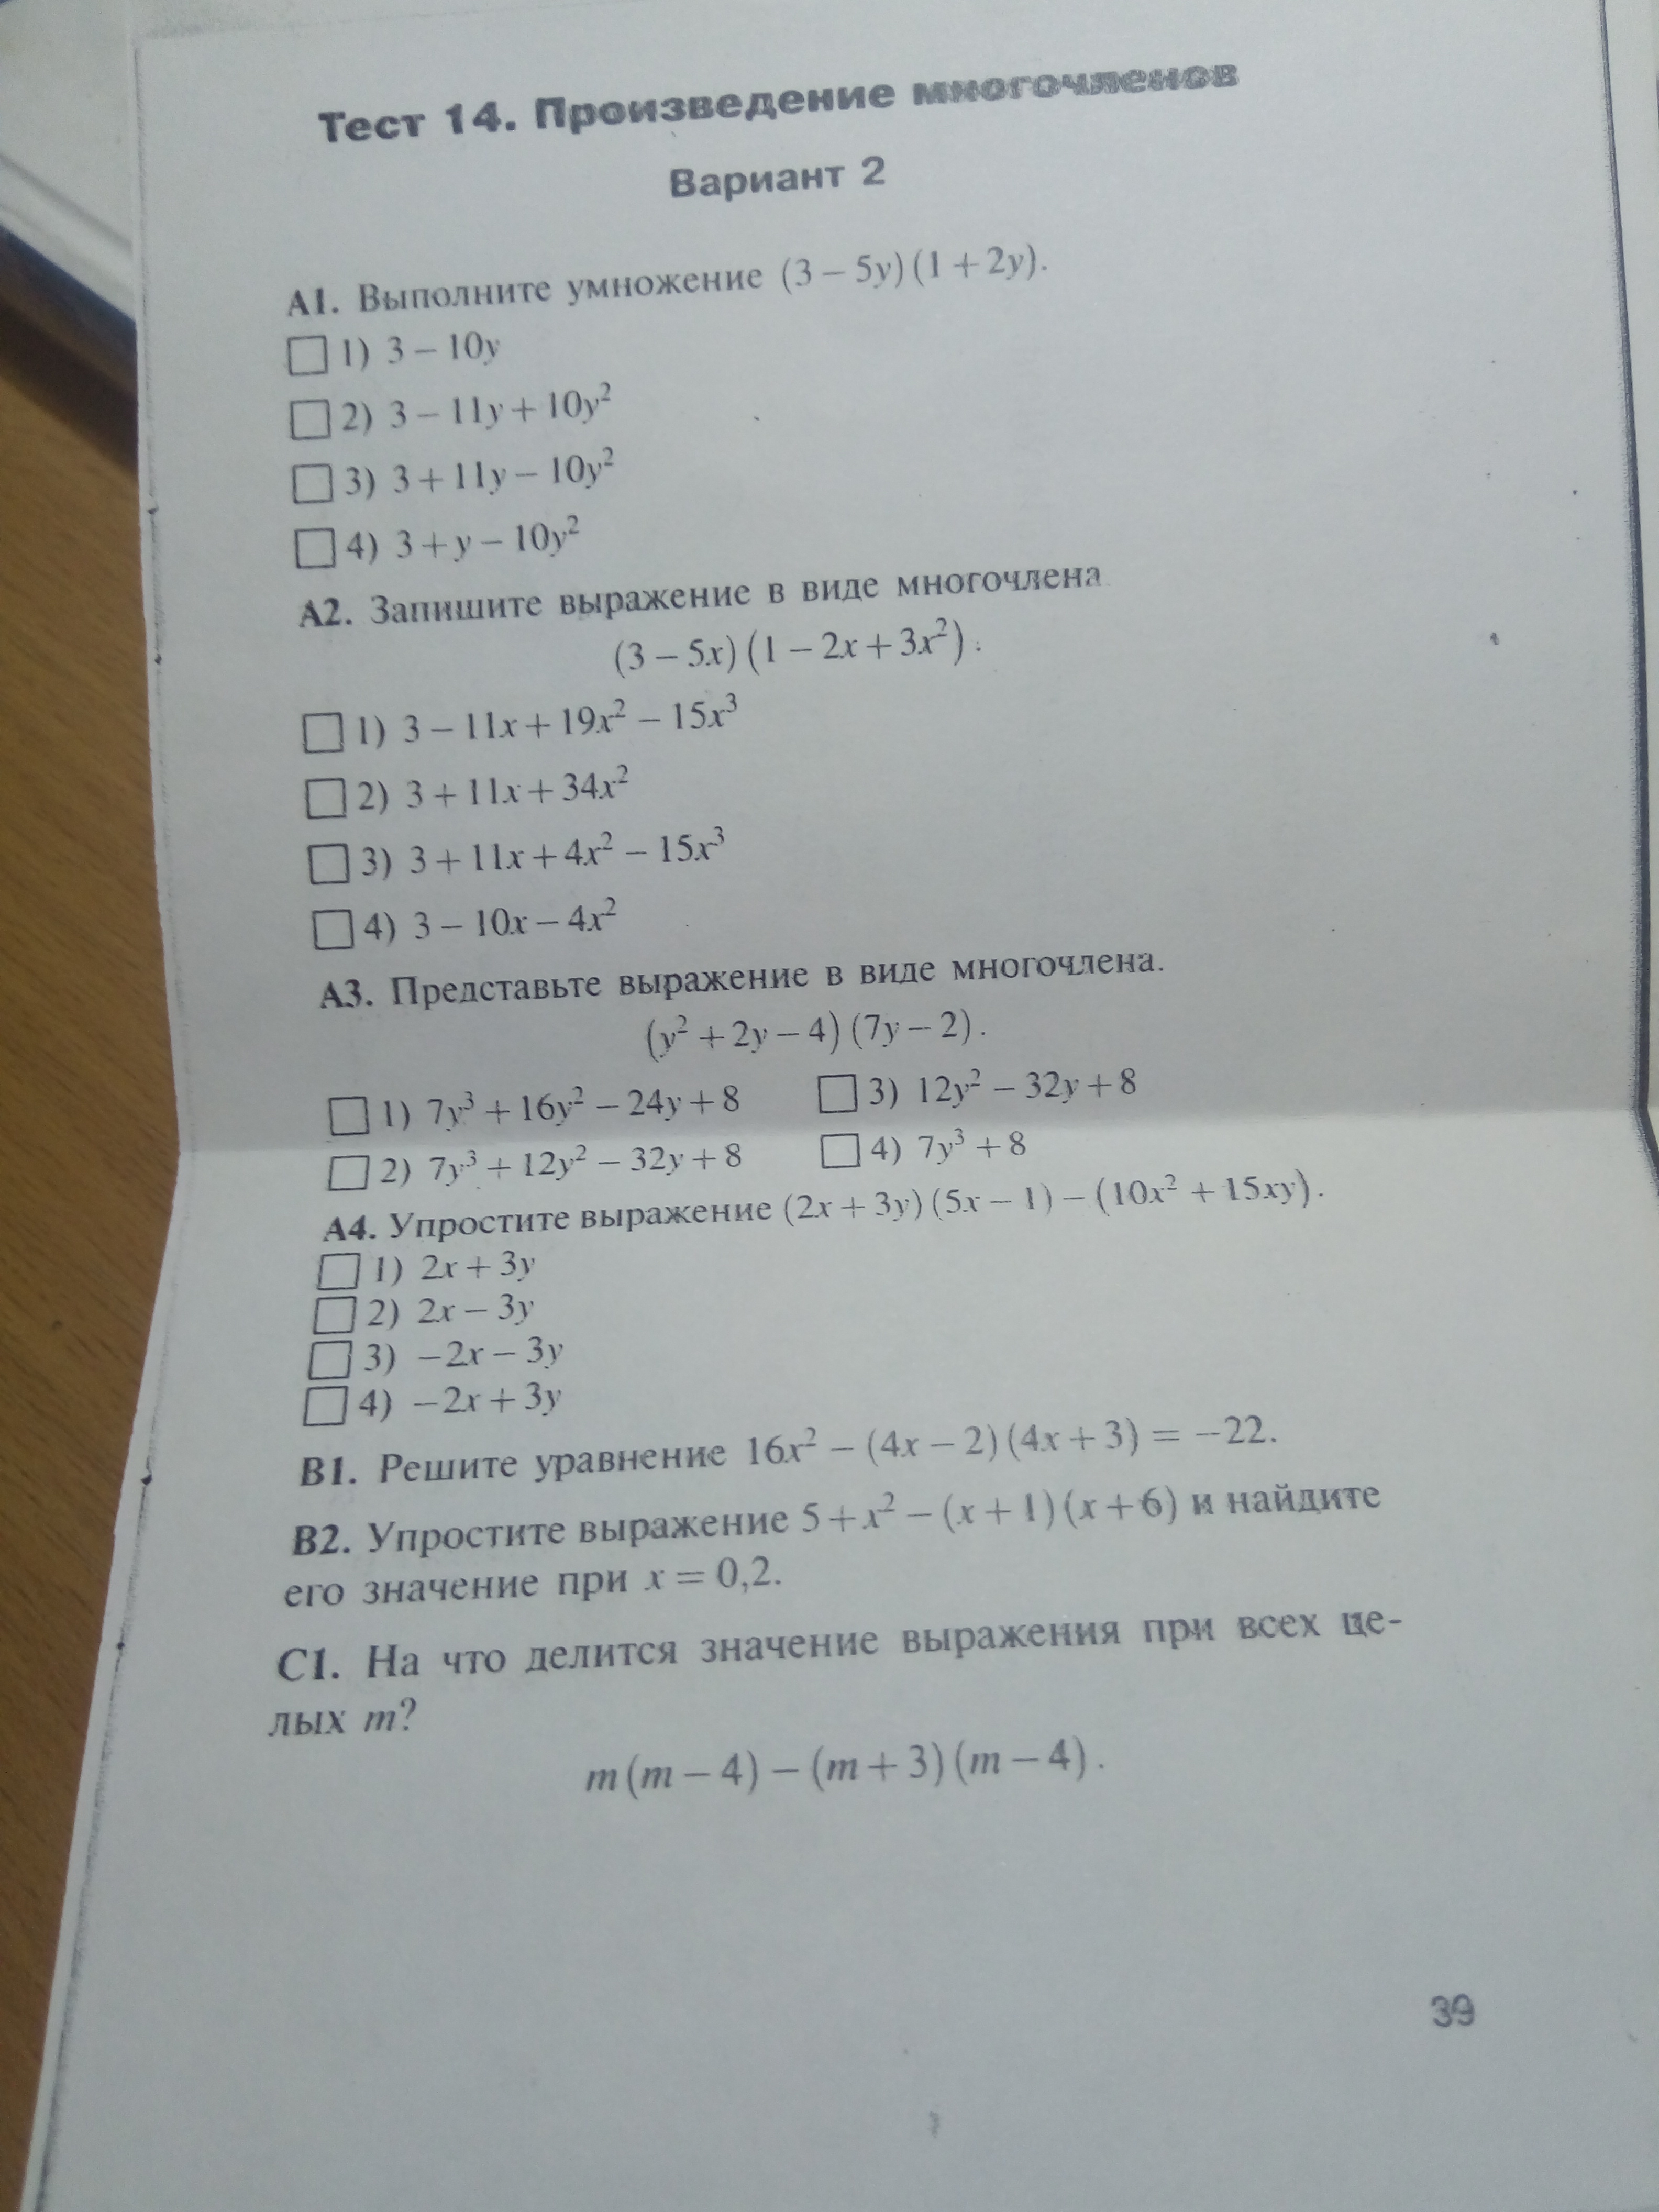 Тест 14. Произведение многочленов
Вариант 2
А1. Выполните умножение (3 – 5y)(1 + 2y).
1) 3 – 10y
2) 3 – 11y + 10y²
3) 3 + 11y – 10y²
4) 3 + y – 10y²
А2. Запишите выражение в виде многочлена
(3 – 5x)(1 – 2x + 3x²).
1) 3 – 11x + 19x² – 15x³
2) 3 + 11x + 34x²
3) 3 + 11x + 4x² – 15x³
4) 3 – 10x – 4x²
А3. Представьте выражение в виде многочлена.
(y² + 2y – 4)(7y – 2).
1) 7y³ + 16y² – 24y + 8 3) 12y² – 32y + 8
2) 7y³ + 12y² – 32y + 8 4) 7y³ + 8
А4. Упростите выражение (2x + 3y)(5x – 1) – (10x² + 15xy).
1) 2x + 3y
2) 2x – 3y
3) –2x – 3y
4) –2x + 3y
В1. Решите уравнение 16x² – (4x – 2)(4x + 3) = –22.
В2. Упростите выражение 5 + x² – (x + 1)(x + 6) и найдите
его значение при x = 0,2.
С1. На что делится значение выражения при всех це-
лых m?
m(m – 4) – (m + 3)(m – 4).
39